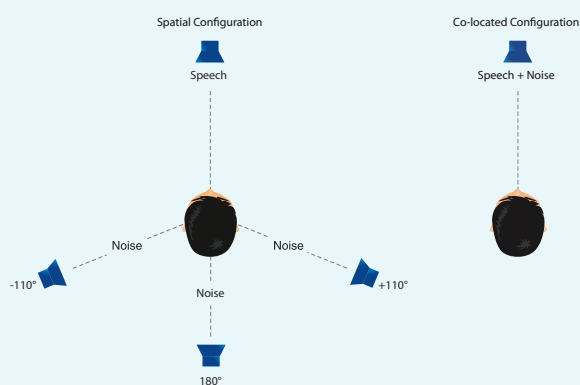 Spatial Configuration
Co-located Configuration
Speech
Speech + Noise
Noise
Noise
-110°
Noise
+110°
180°